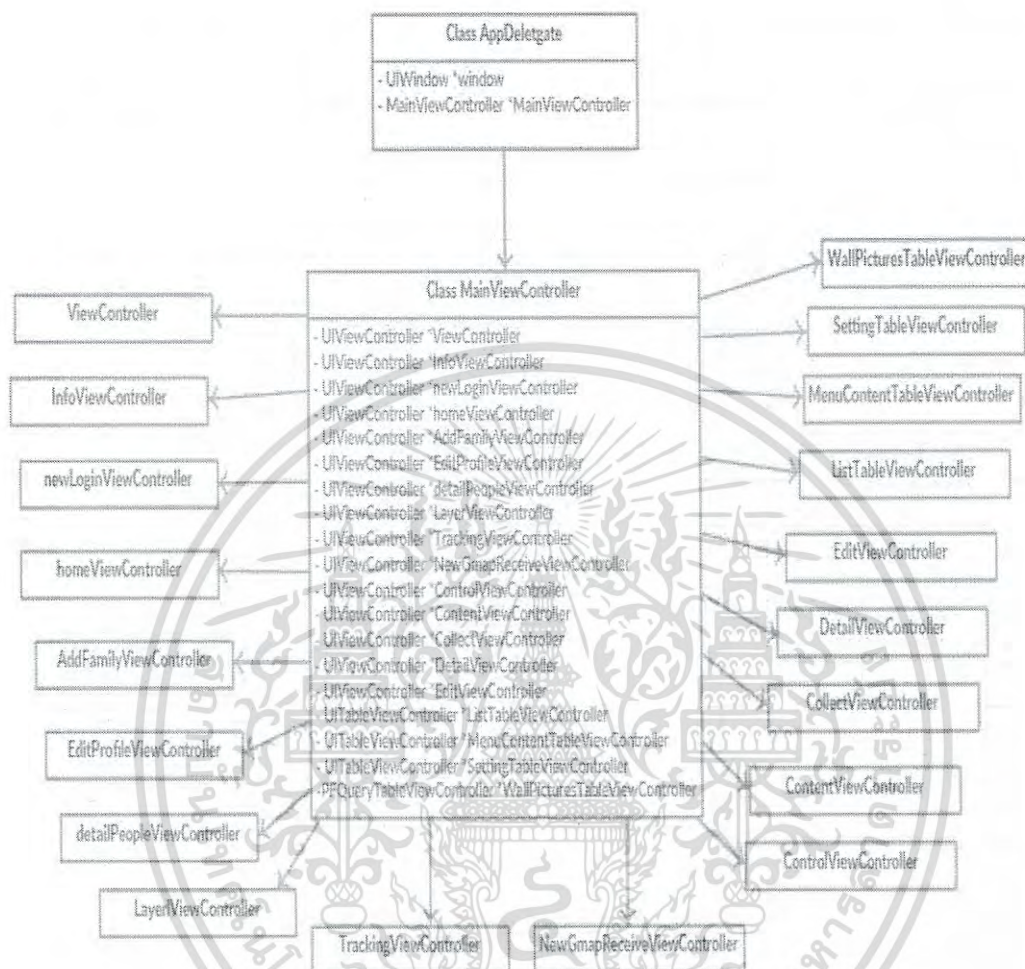 Class AppDeletgate
- UIWindow *window
- MainViewController *MainViewController
Class MainViewController
- UIViewController *ViewController
- UIViewController *InfoViewController
- UIViewController *newLoginViewController
- UIViewController *homeViewController
- UIViewController *AddFamilyViewController
- UIViewController *EditProfileViewController
- UIViewController *detailPeopleViewController
- UIViewController *LayerViewController
- UIViewController *TrackingViewController
- UIViewController *NewGmapReceiveViewController
- UIViewController *ControlViewController
- UIViewController *ContentViewController
- UIViewController *CollectViewController
- UIViewController *DetailViewController
- UIViewController *EditViewController
- UITableViewController *ListTableViewController
- UITableViewController *MenuContentTableViewController
- UITableViewController *SettingTableViewController
-PFQueryTableViewController *WallPicturesTableViewController
ViewController
InfoViewController
newLoginViewController
homeViewController
AddFamilyViewController
EditProfileViewController
detailPeopleViewController
LayerlViewController
TrackingViewController
NewGmapReceiveViewController
WallPicturesTableViewController
SettingTableViewController
MenuContentTableViewController
ListTableViewController
EditViewController
DetailViewController
CollectViewController
ContentViewController
ControlViewController